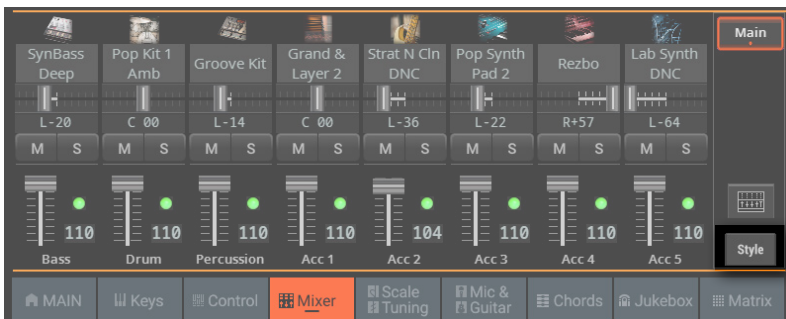 SynBass Deep
Pop Kit 1 Amb
Groove Kit
Grand & Layer 2
Strat N Cln DNC
Pop Synth Pad 2
Rezbo
Lab Synth DNC
Main
L-20 C 00 L-14 C 00 L-36 L-22 R+57 L-64
M S M S M S M S M S M S M S M S
110 110 110 110 104 110 110 110
Bass Drum Percussion Acc 1 Acc 2 Acc 3 Acc 4 Acc 5
Style
MAIN
Keys
Control
Mixer
Scale Tuning
Mic & Guitar
Chords
Jukebox
Matrix